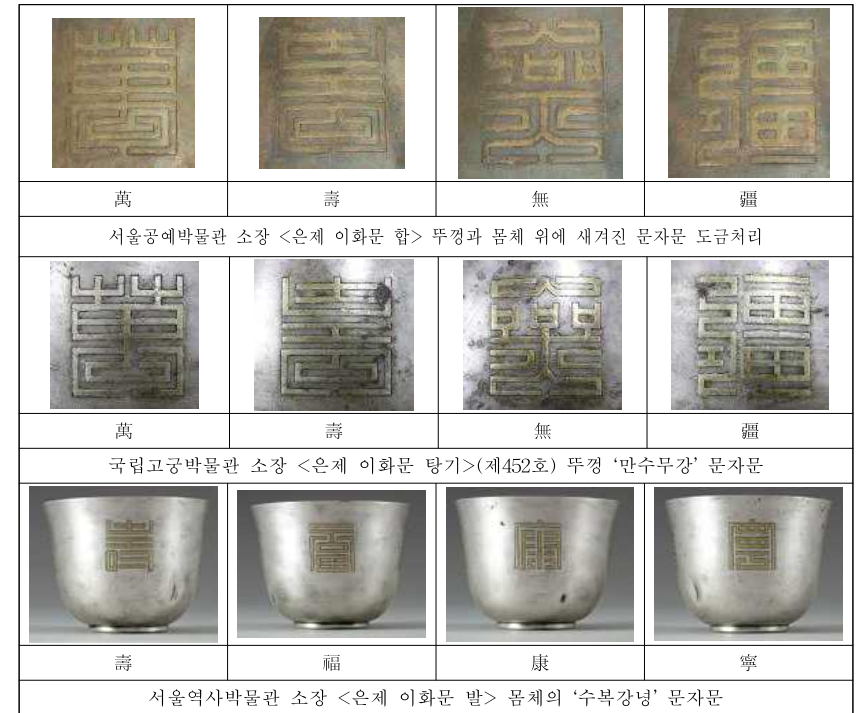 萬 壽 無 疆
서울공예박물관 소장 <은제 이화문 합> 뚜껑과 몸체 위에 새겨진 문자문 도금처리
萬 壽 無 疆
국립고궁박물관 소장 <은제 이화문 탕기>(제452호) 뚜껑 ‘만수무강’ 문자문
壽 福 康 寧
서울역사박물관 소장 <은제 이화문 발> 몸체의 ‘수복강녕’ 문자문